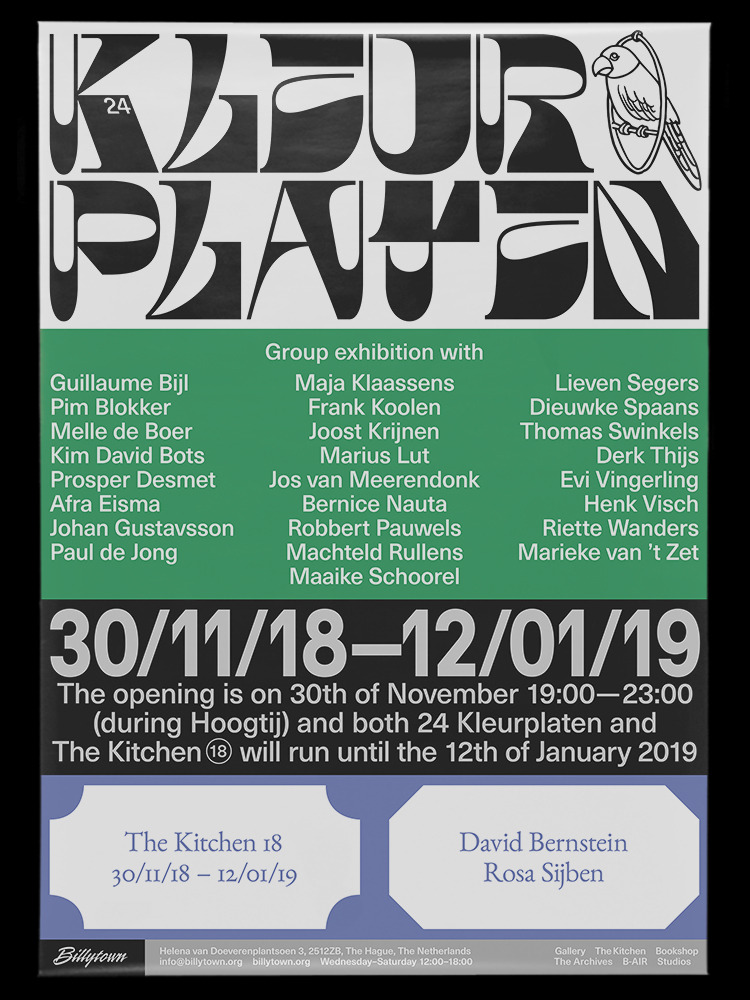 KLEUR
24
PLATEN
Group exhibition with
Guillaume Bijl
Pim Blokker
Melle de Boer
Kim David Bots
Prosper Desmet
Afra Eisma
Johan Gustavsson
Paul de Jong
Maja Klaassens
Frank Koolen
Joost Krijnen
Marius Lut
Jos van Meerendonk
Bernice Nauta
Robbert Pauwels
Machteld Rullens
Maaike Schoorel
Lieven Segers
Dieuwke Spaans
Thomas Swinkels
Derk Thijs
Evi Vingerling
Henk Visch
Riette Wanders
Marieke van ’t Zet
30/11/18—12/01/19
The opening is on 30th of November 19:00—23:00
(during Hoogtij) and both 24 Kleurplaten and
The Kitchen ⑱ will run until the 12th of January 2019
The Kitchen 18
30/11/18 – 12/01/19
David Bernstein
Rosa Sijben
Billytown
Helena van Doeverenplantsoen 3, 2512ZB, The Hague, The Netherlands
info@billytown.org billytown.org Wednesday–Saturday 12:00–18:00
Gallery The Kitchen Bookshop
The Archives B-AIR Studios